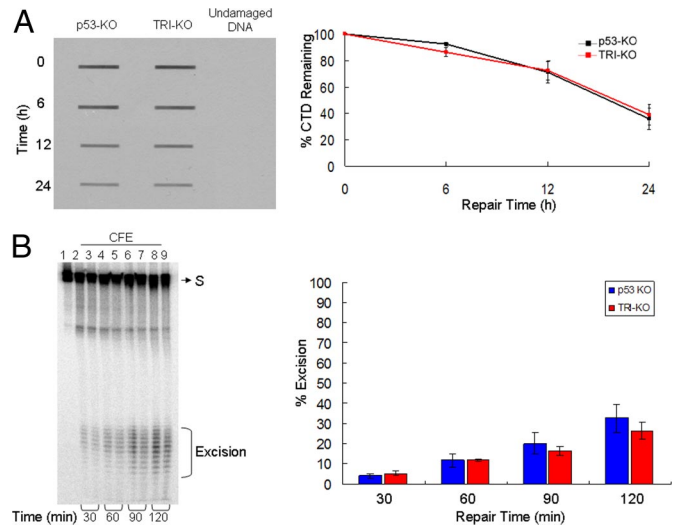 A
p53-KO TRI-KO Undamaged DNA
Time (h)
0
6
12
24
% CTD Remaining
100
80
60
40
20
0
0 6 12 24
Repair Time (h)
p53-KO
TRI-KO
B
CFE
1 2 3 4 5 6 7 8 9
S
Excision
Time (min) 30 60 90 120
% Excision
100
90
80
70
60
50
40
30
20
10
0
30 60 90 120
Repair Time (min)
p53 KO
TRI-KO